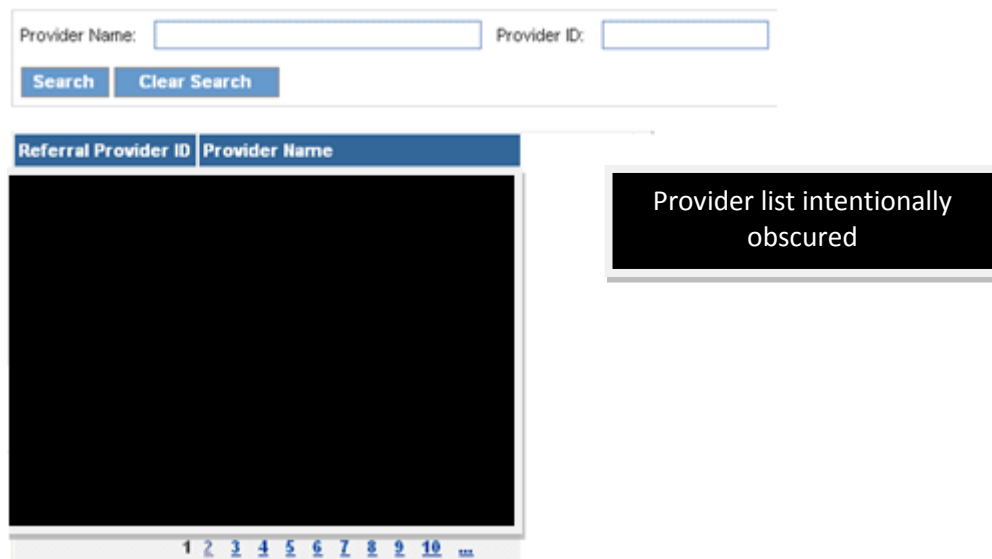 Provider Name: Provider ID:
Search Clear Search
Referral Provider ID Provider Name
Provider list intentionally
obscured
1 2 3 4 5 6 7 8 9 10 ...